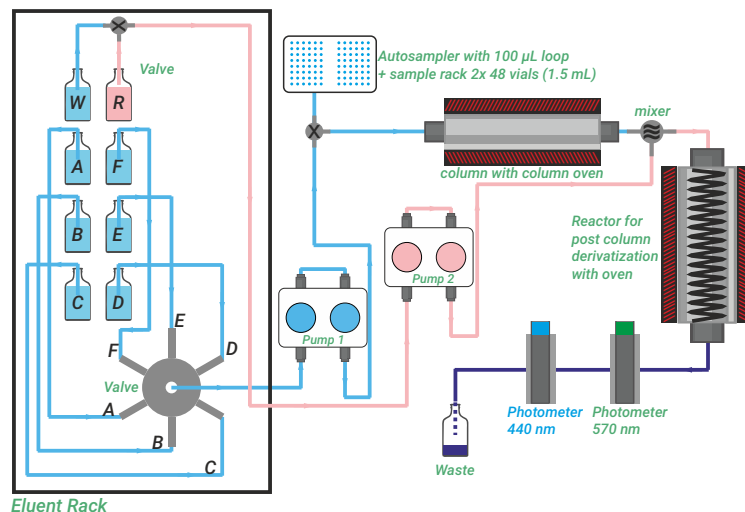 Autosampler with 100 µL loop
+ sample rack 2x 48 vials (1.5 mL)
Valve
W
R
A
F
B
E
C
D
mixer
column with column oven
Reactor for
post column
derivatization
with oven
Pump 2
Pump 1
E
F
D
Valve
A
B
C
Photometer
440 nm
Photometer
570 nm
Waste
Eluent Rack